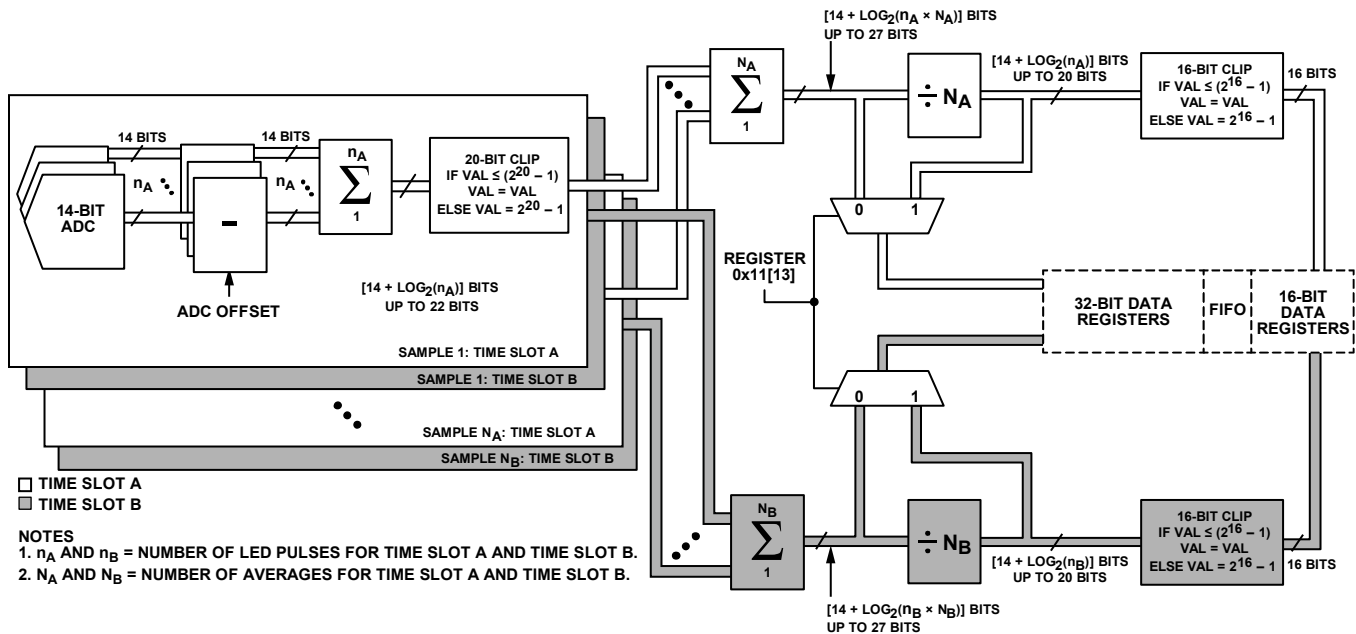 [14 + LOG2(nA × NA)] BITS
UP TO 27 BITS
NA
∑
1
÷ NA
[14 + LOG2(nA)] BITS
UP TO 20 BITS
16-BIT CLIP
IF VAL ≤ (2^16 – 1)
VAL = VAL
ELSE VAL = 2^16 – 1
16 BITS
14 BITS
14 BITS
nA
nA
14-BIT
ADC
–
ADC OFFSET
nA
∑
1
20-BIT CLIP
IF VAL ≤ (2^20 – 1)
VAL = VAL
ELSE VAL = 2^20 – 1
[14 + LOG2(nA)] BITS
UP TO 22 BITS
SAMPLE 1: TIME SLOT A
SAMPLE 1: TIME SLOT B
SAMPLE NA: TIME SLOT A
SAMPLE NB: TIME SLOT B
0 1
REGISTER
0x11[13]
32-BIT DATA
REGISTERS
FIFO
16-BIT
DATA
REGISTERS
0 1
TIME SLOT A
TIME SLOT B
NOTES
1. nA AND nB = NUMBER OF LED PULSES FOR TIME SLOT A AND TIME SLOT B.
2. NA AND NB = NUMBER OF AVERAGES FOR TIME SLOT A AND TIME SLOT B.
NB
∑
1
÷ NB
[14 + LOG2(nB)] BITS
UP TO 20 BITS
16-BIT CLIP
IF VAL ≤ (2^16 – 1)
VAL = VAL
ELSE VAL = 2^16 – 1
16 BITS
[14 + LOG2(nB × NB)] BITS
UP TO 27 BITS